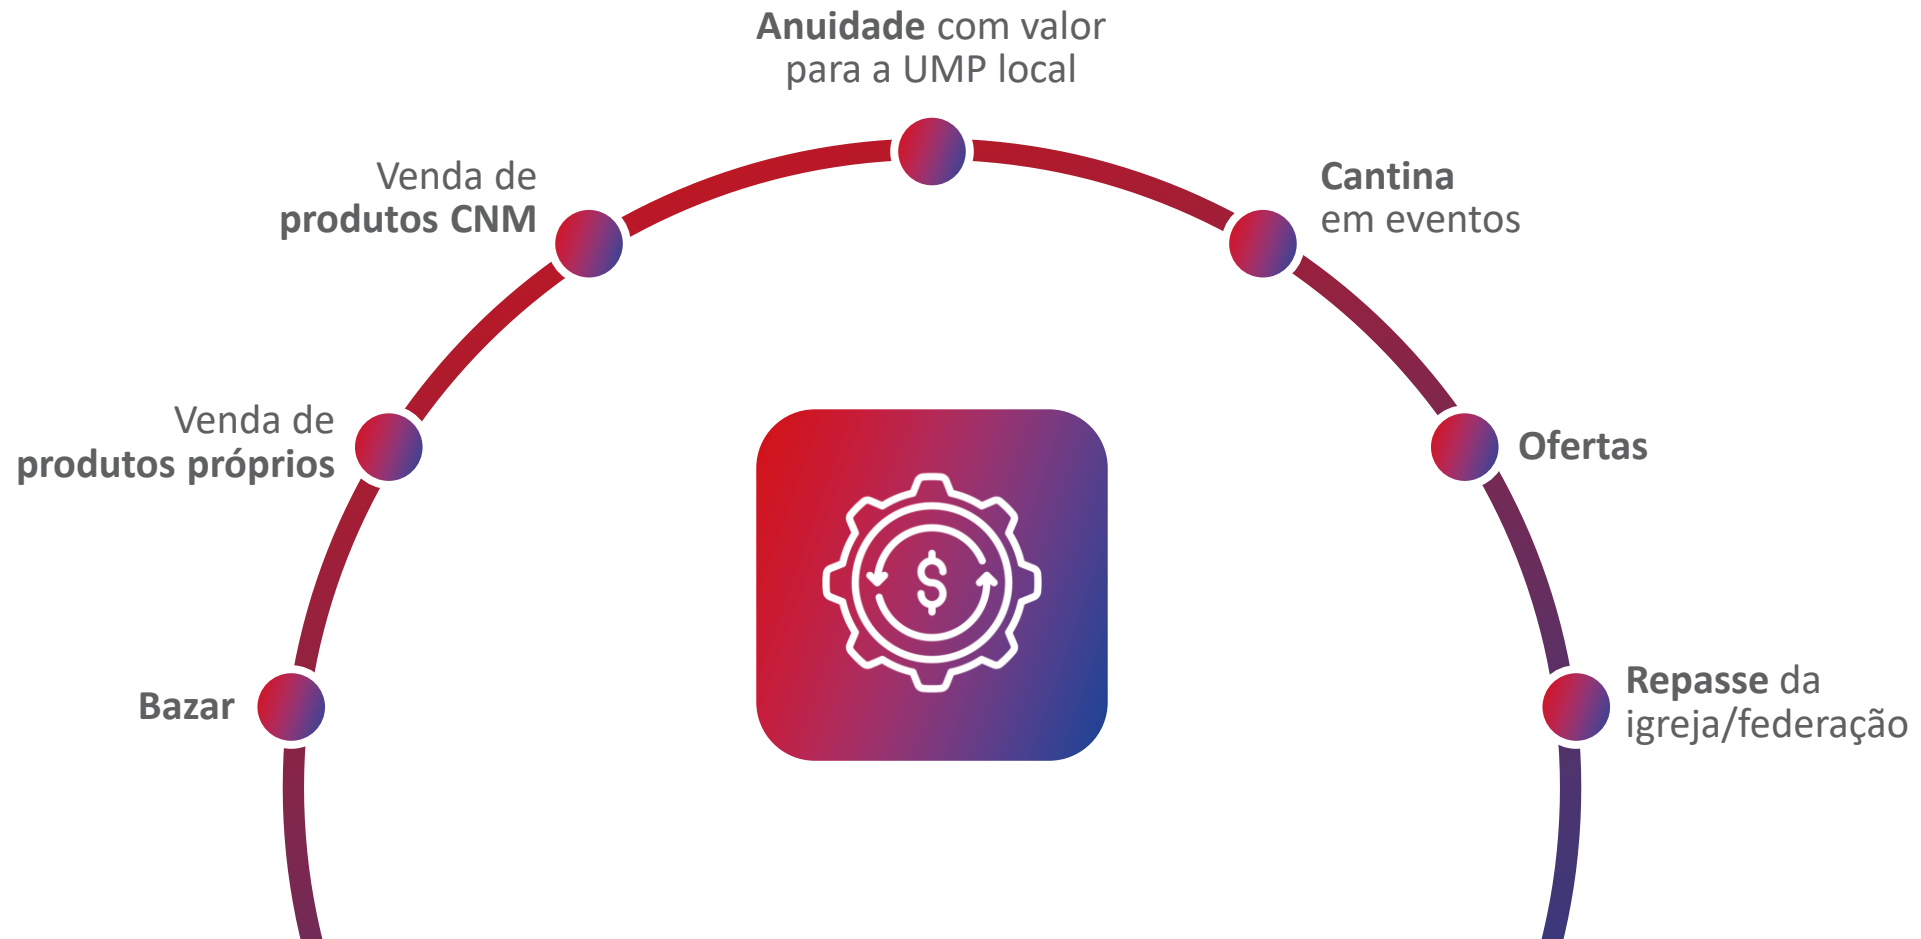 Anuidade com valor
para a UMP local
Venda de
produtos CNM
Cantina
em eventos
Venda de
produtos próprios
Ofertas
Bazar
Repasse da
igreja/federação
$